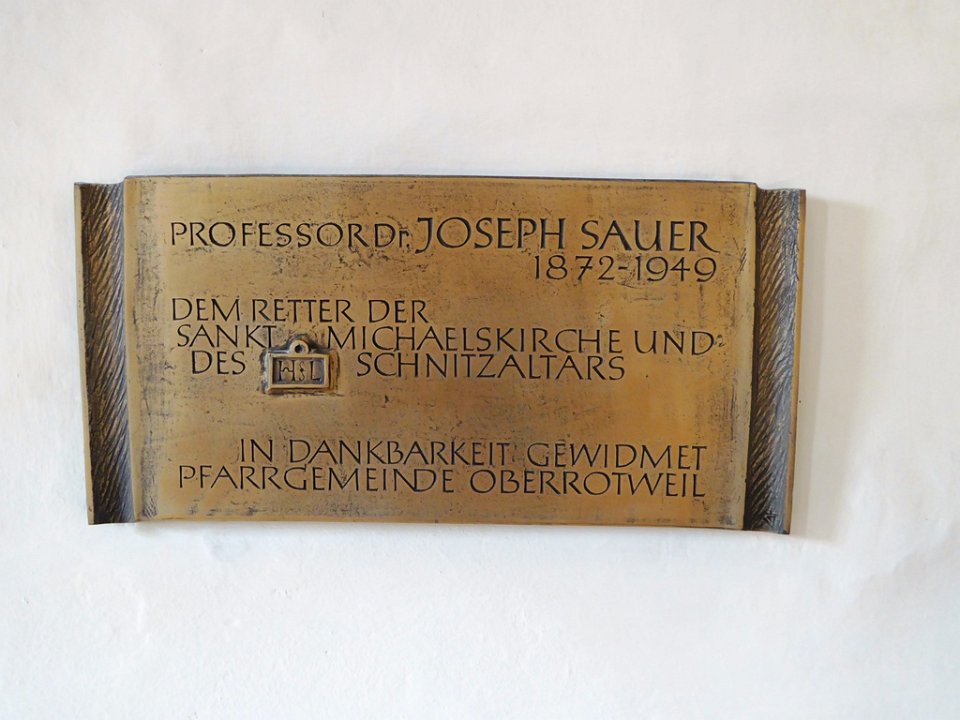 PROFESSOR Dr. JOSEPH SAUER
1872-1949
DEM RETTER DER
SANKT MICHAELSKIRCHE UND
DES SCHNITZALTARS
IN DANKBARKEIT GEWIDMET
PFARRGEMEINDE OBERROTWEIL